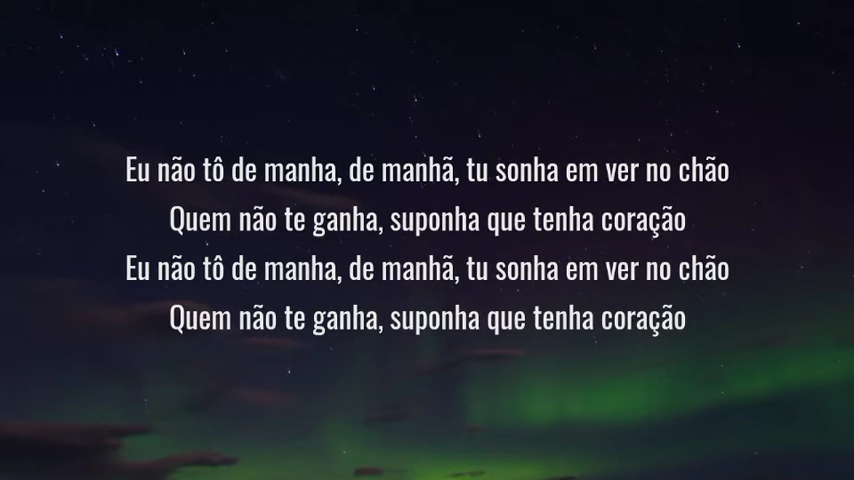 Eu não tô de manha, de manhã, tu sonha em ver no chão
Quem não te ganha, suponha que tenha coração
Eu não tô de manha, de manhã, tu sonha em ver no chão
Quem não te ganha, suponha que tenha coração